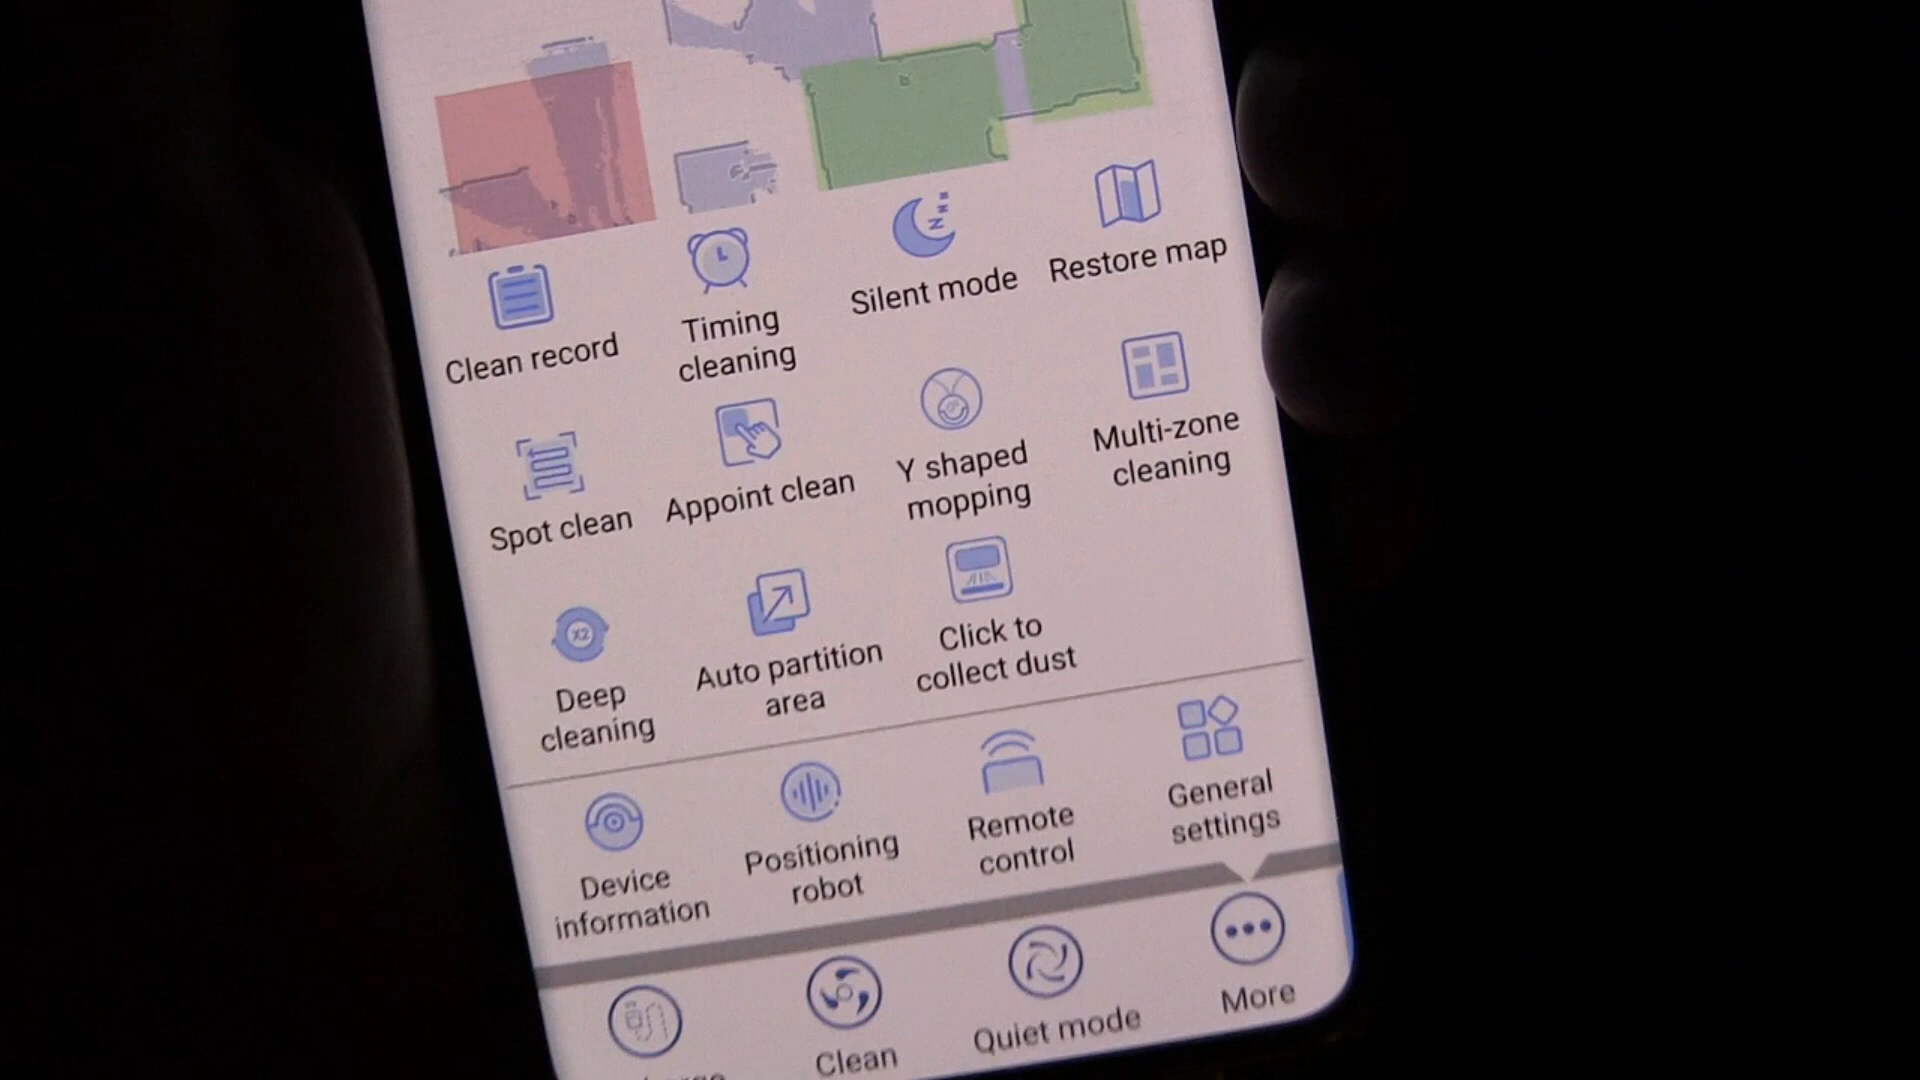 Clean record
Timing
cleaning
Silent mode
Restore map
Spot clean
Appoint clean
Y shaped
mopping
Multi-zone
cleaning
X2
Deep
cleaning
Auto partition
area
Click to
collect dust
Device
information
Positioning
robot
Remote
control
General
settings
Clean
Quiet mode
More